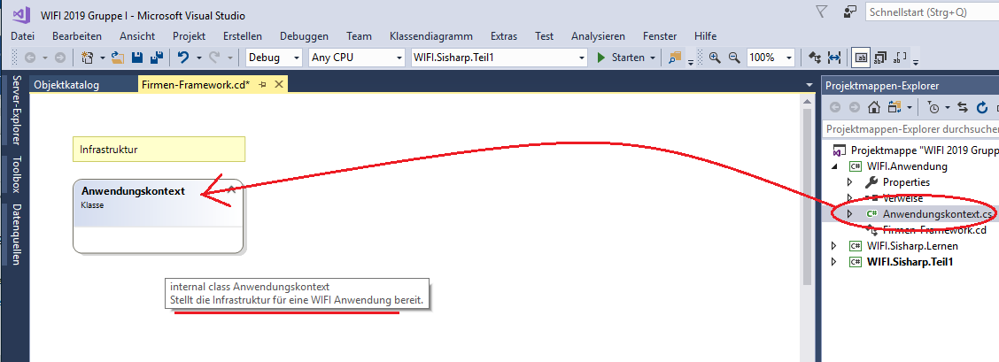 WIFI 2019 Gruppe I - Microsoft Visual Studio
Schnellstart (Strg+Q)
Datei Bearbeiten Ansicht Projekt Erstellen Debuggen Team Klassendiagramm Extras Test Analysieren Fenster Hilfe
Debug Any CPU WIFI.Sisharp.Teil1 Starten 100%
Server-Explorer
Toolbox
Datenquellen
Objektkatalog Firmen-Framework.cd*
Infrastruktur
Anwendungskontext
Klasse
internal class Anwendungskontext
Stellt die Infrastruktur für eine WIFI Anwendung bereit.
Projektmappen-Explorer
Projektmappen-Explorer durchsuchen
Projektmappe "WIFI 2019 Grupp
C# WIFI.Anwendung
Properties
Verweise
C# Anwendungskontext.cs
Firmen-Framework.cd
C# WIFI.Sisharp.Lernen
C# WIFI.Sisharp.Teil1